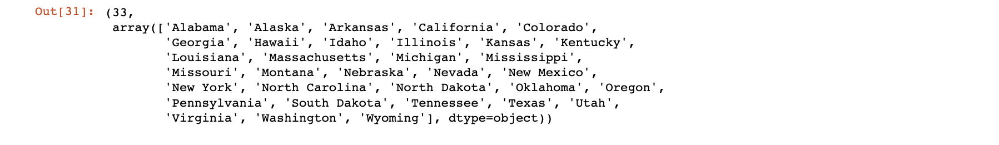 Out[31]: (33,
array(['Alabama', 'Alaska', 'Arkansas', 'California', 'Colorado',
'Georgia', 'Hawaii', 'Idaho', 'Illinois', 'Kansas', 'Kentucky',
'Louisiana', 'Massachusetts', 'Michigan', 'Mississippi',
'Missouri', 'Montana', 'Nebraska', 'Nevada', 'New Mexico',
'New York', 'North Carolina', 'North Dakota', 'Oklahoma', 'Oregon',
'Pennsylvania', 'South Dakota', 'Tennessee', 'Texas', 'Utah',
'Virginia', 'Washington', 'Wyoming'], dtype=object))